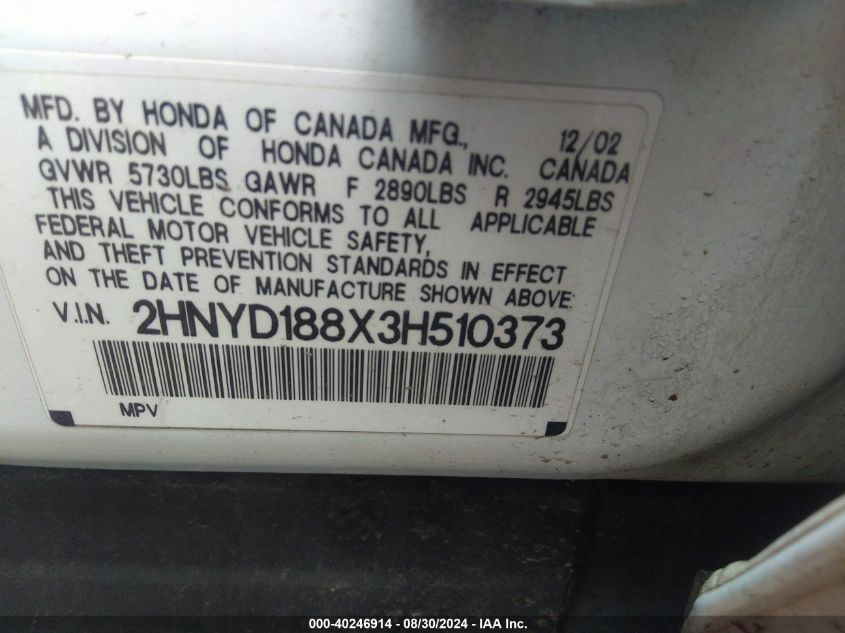 MFD. BY HONDA OF CANADA MFG., 12/02
A DIVISION OF HONDA CANADA INC. CANADA
GVWR 5730LBS GAWR F 2890LBS R 2945LBS
THIS VEHICLE CONFORMS TO ALL APPLICABLE
FEDERAL MOTOR VEHICLE SAFETY,
AND THEFT PREVENTION STANDARDS IN EFFECT
ON THE DATE OF MANUFACTURE SHOWN ABOVE:
V.I.N. 2HNYD188X3H510373
MPV
000-40246914 - 08/30/2024 - IAA Inc.